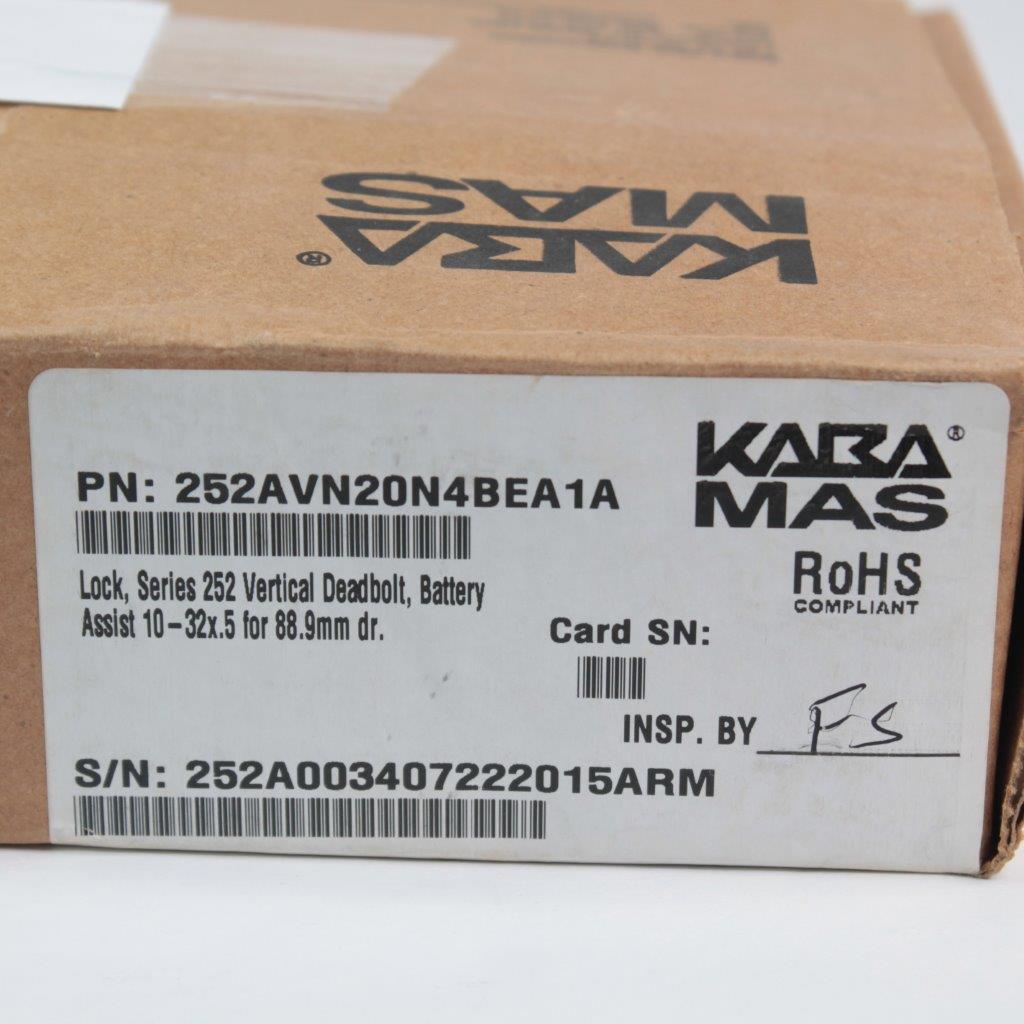 KABA®
MAS
PN: 252AVN20N4BEA1A
KABA®
MAS
Lock, Series 252 Vertical Deadbolt, Battery
Assist 10-32x.5 for 88.9mm dr.
RoHS
COMPLIANT
Card SN:
INSP. BY FS
S/N: 252A003407222015ARM